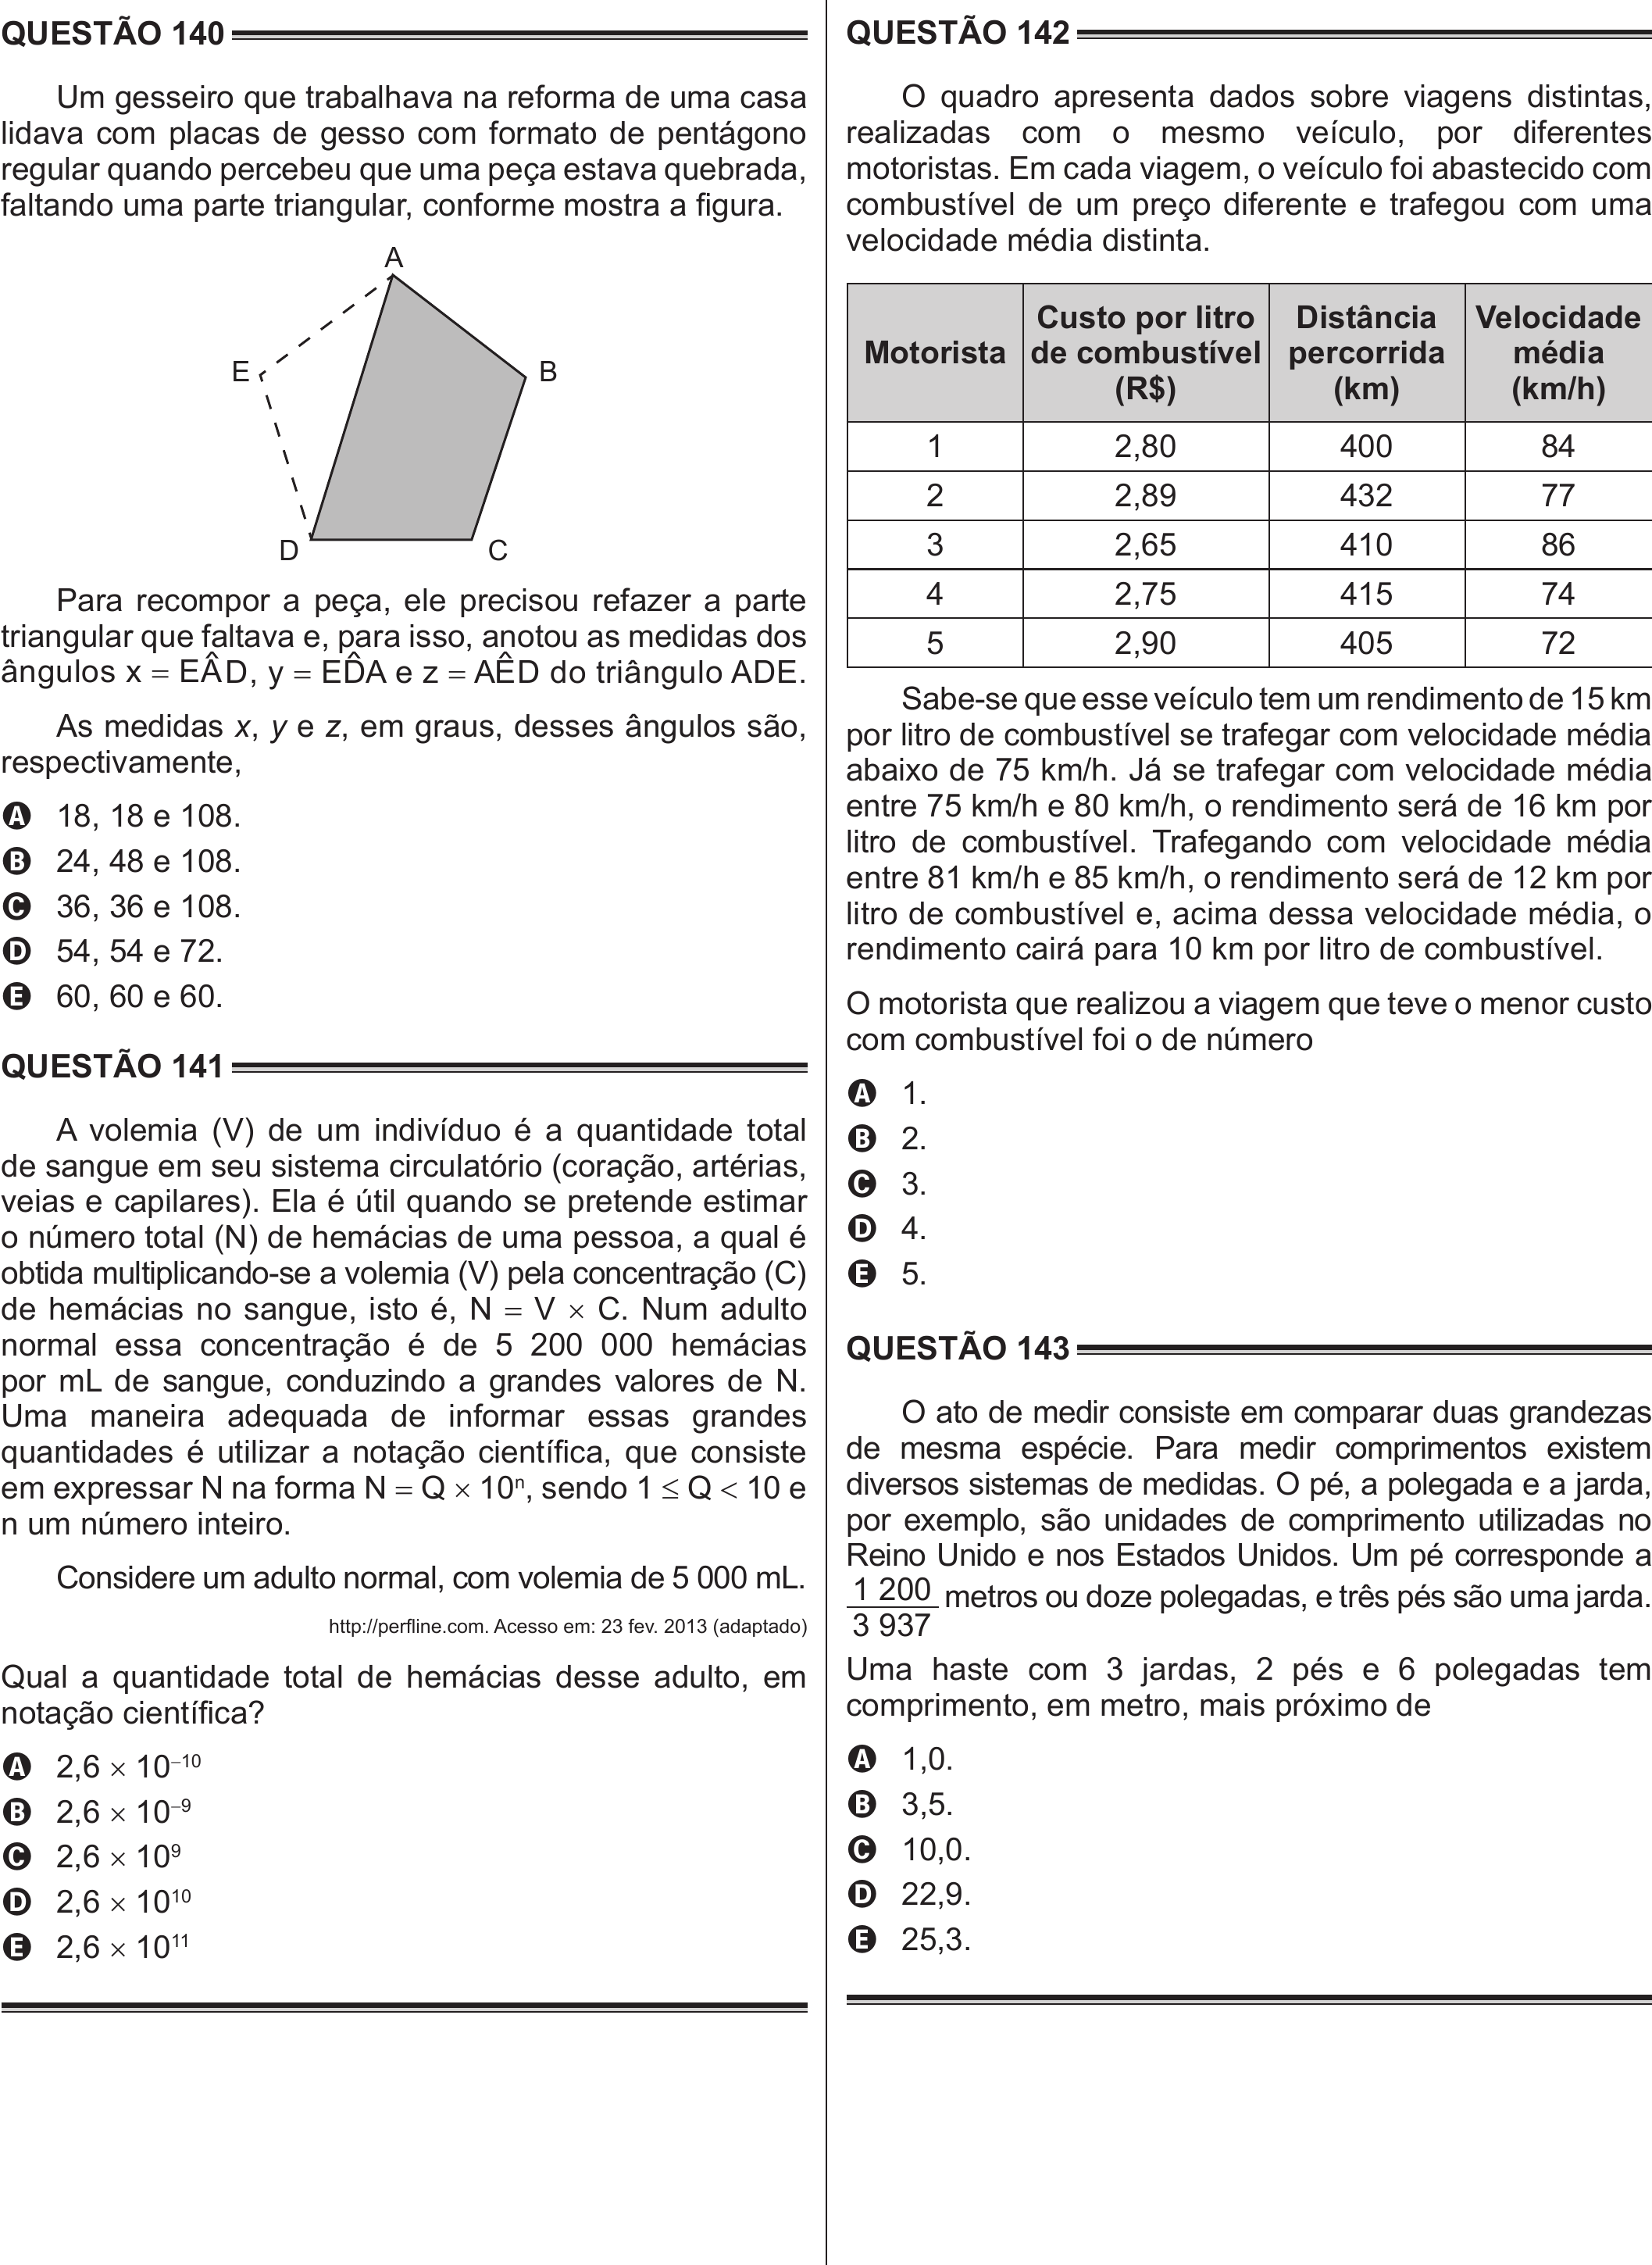 QUESTÃO 140
Um gesseiro que trabalhava na reforma de uma casa
lidava com placas de gesso com formato de pentágono
regular quando percebeu que uma peça estava quebrada,
faltando uma parte triangular, conforme mostra a figura.
A
E
B
D
C
Para recompor a peça, ele precisou refazer a parte
triangular que faltava e, para isso, anotou as medidas dos
ângulos x = EÂD, y = ED̂A e z = AÊD do triângulo ADE.
As medidas x, y e z, em graus, desses ângulos são,
respectivamente,
A 18, 18 e 108.
B 24, 48 e 108.
C 36, 36 e 108.
D 54, 54 e 72.
E 60, 60 e 60.
QUESTÃO 141
A volemia (V) de um indivíduo é a quantidade total
de sangue em seu sistema circulatório (coração, artérias,
veias e capilares). Ela é útil quando se pretende estimar
o número total (N) de hemácias de uma pessoa, a qual é
obtida multiplicando-se a volemia (V) pela concentração (C)
de hemácias no sangue, isto é, N = V × C. Num adulto
normal essa concentração é de 5 200 000 hemácias
por mL de sangue, conduzindo a grandes valores de N.
Uma maneira adequada de informar essas grandes
quantidades é utilizar a notação científica, que consiste
em expressar N na forma N = Q × 10ⁿ, sendo 1 ≤ Q < 10 e
n um número inteiro.
Considere um adulto normal, com volemia de 5 000 mL.
http://perfline.com. Acesso em: 23 fev. 2013 (adaptado)
Qual a quantidade total de hemácias desse adulto, em
notação científica?
A 2,6 × 10⁻¹⁰
B 2,6 × 10⁻⁹
C 2,6 × 10⁹
D 2,6 × 10¹⁰
E 2,6 × 10¹¹
QUESTÃO 142
O quadro apresenta dados sobre viagens distintas,
realizadas com o mesmo veículo, por diferentes
motoristas. Em cada viagem, o veículo foi abastecido com
combustível de um preço diferente e trafegou com uma
velocidade média distinta.
Motorista Custo por litro de combustível (R$) Distância percorrida (km) Velocidade média (km/h)
1 2,80 400 84
2 2,89 432 77
3 2,65 410 86
4 2,75 415 74
5 2,90 405 72
Sabe-se que esse veículo tem um rendimento de 15 km
por litro de combustível se trafegar com velocidade média
abaixo de 75 km/h. Já se trafegar com velocidade média
entre 75 km/h e 80 km/h, o rendimento será de 16 km por
litro de combustível. Trafegando com velocidade média
entre 81 km/h e 85 km/h, o rendimento será de 12 km por
litro de combustível e, acima dessa velocidade média, o
rendimento cairá para 10 km por litro de combustível.
O motorista que realizou a viagem que teve o menor custo
com combustível foi o de número
A 1.
B 2.
C 3.
D 4.
E 5.
QUESTÃO 143
O ato de medir consiste em comparar duas grandezas
de mesma espécie. Para medir comprimentos existem
diversos sistemas de medidas. O pé, a polegada e a jarda,
por exemplo, são unidades de comprimento utilizadas no
Reino Unido e nos Estados Unidos. Um pé corresponde a
1 200
3 937 metros ou doze polegadas, e três pés são uma jarda.
Uma haste com 3 jardas, 2 pés e 6 polegadas tem
comprimento, em metro, mais próximo de
A 1,0.
B 3,5.
C 10,0.
D 22,9.
E 25,3.